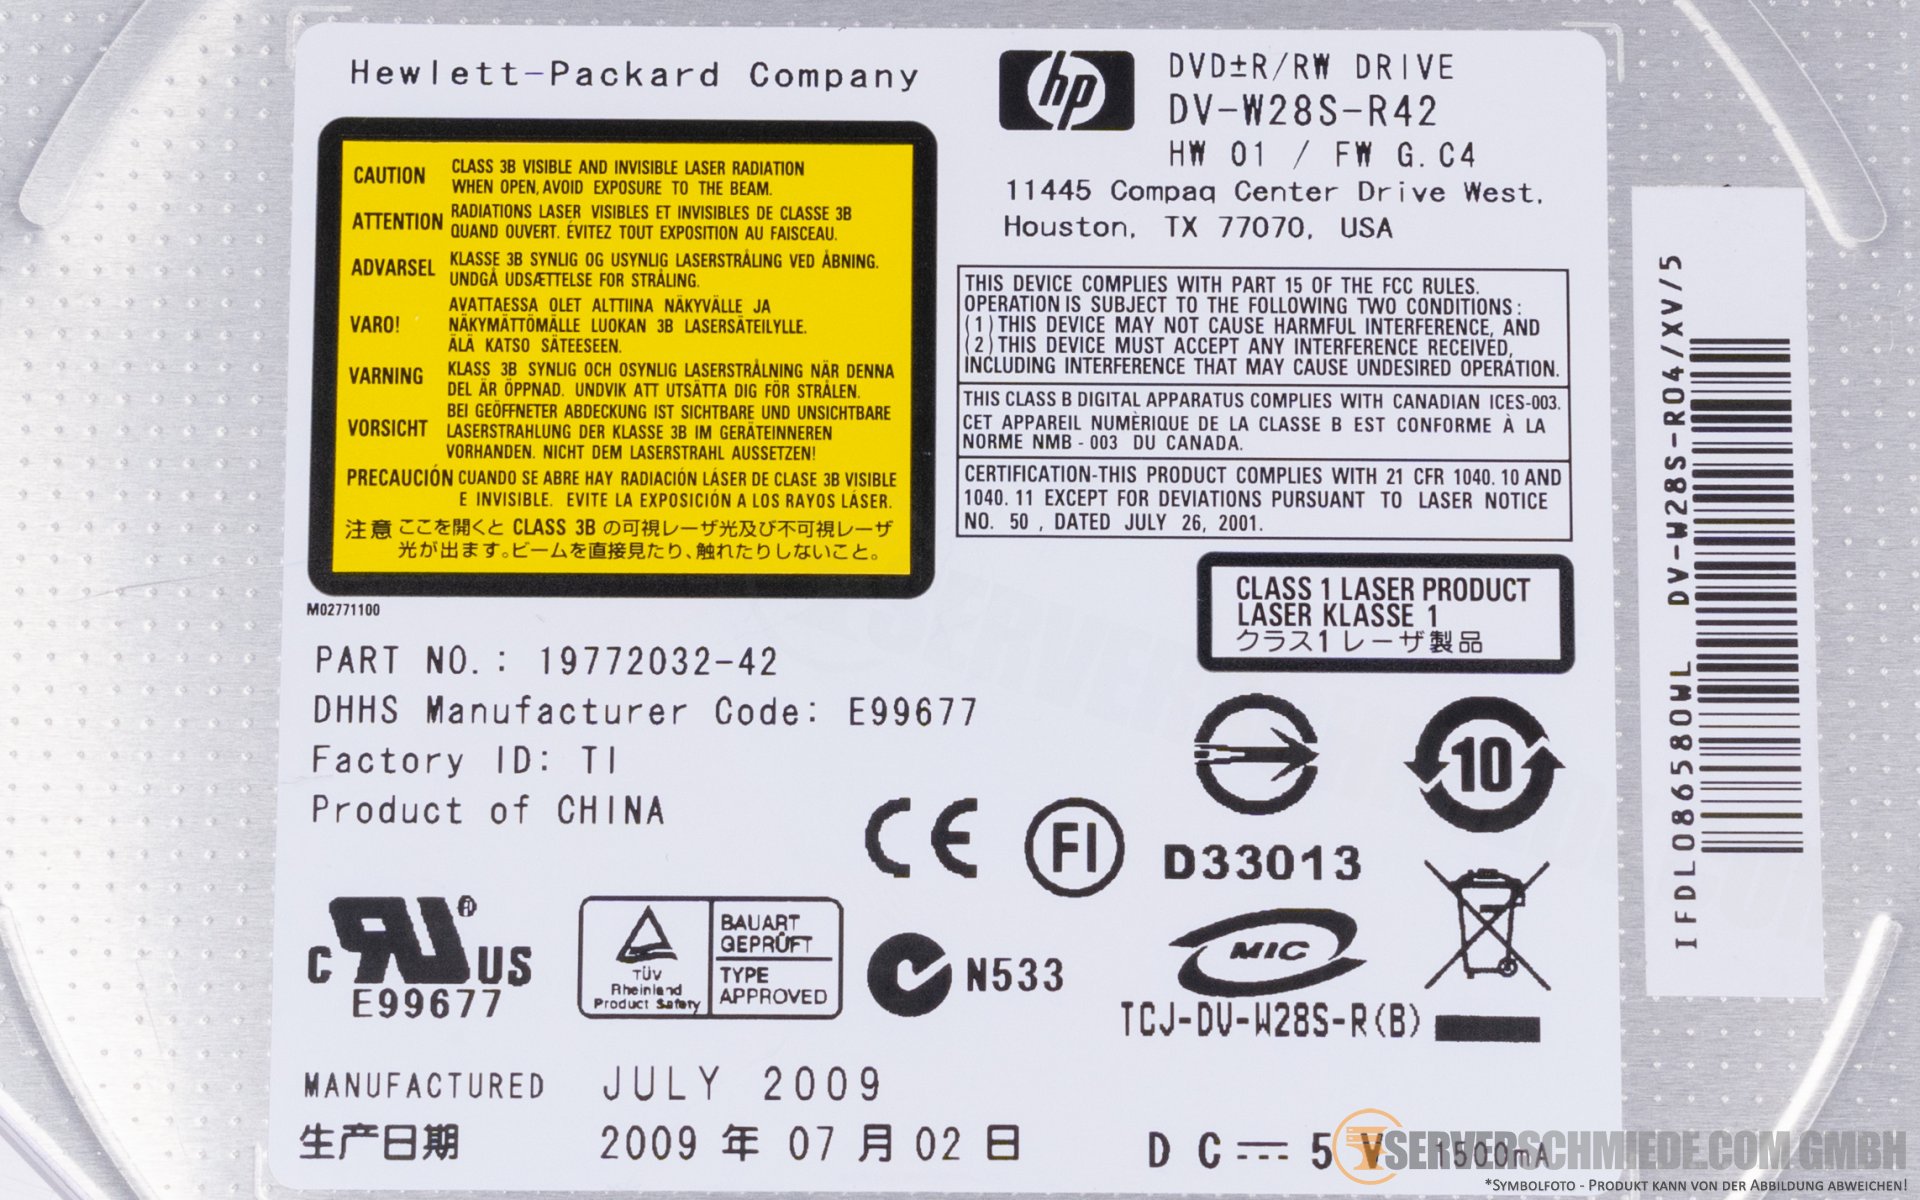 Hewlett-Packard Company
CAUTION
CLASS 3B VISIBLE AND INVISIBLE LASER RADIATION
WHEN OPEN, AVOID EXPOSURE TO THE BEAM.
ATTENTION
RADIATIONS LASER VISIBLES ET INVISIBLES DE CLASSE 3B
QUAND OUVERT. ÉVITEZ TOUT EXPOSITION AU FAISCEAU.
ADVARSEL
KLASSE 3B SYNLIG OG USYNLIG LASERSTRÅLING VED ÅBNING.
UNDGÅ UDSÆTTELSE FOR STRÅLING.
VARO!
AVATTAESSA OLET ALTTIINA NÄKYVÄLLE JA
NÄKYMÄTTÖMÄLLE LUOKAN 3B LASERSÄTEILYLLE.
ÄLÄ KATSO SÄTEESEEN.
VARNING
KLASS 3B SYNLIG OCH OSYNLIG LASERSTRÅLNING NÄR DENNA
DEL ÄR ÖPPNAD. UNDVIK ATT UTSÄTTA DIG FÖR STRÅLEN.
VORSICHT
BEI GEÖFFNETER ABDECKUNG IST SICHTBARE UND UNSICHTBARE
LASERSTRAHLUNG DER KLASSE 3B IM GERÄTEINNEREN
VORHANDEN. NICHT DEM LASERSTRAHL AUSSETZEN!
PRECAUCIÓN
CUANDO SE ABRE HAY RADIACIÓN LÁSER DE CLASE 3B VISIBLE
E INVISIBLE. EVITE LA EXPOSICIÓN A LOS RAYOS LÁSER.
注意
ここを開くと CLASS 3B の可視レーザ光及び不可視レーザ
光が出ます。ビームを直接見たり、触れたりしないこと。
M02771100
PART NO.: 19772032-42
DHHS Manufacturer Code: E99677
Factory ID: TI
Product of CHINA
hp
DVD±R/RW DRIVE
DV-W28S-R42
HW 01 / FW G.C4
11445 Compaq Center Drive West,
Houston, TX 77070, USA
THIS DEVICE COMPLIES WITH PART 15 OF THE FCC RULES.
OPERATION IS SUBJECT TO THE FOLLOWING TWO CONDITIONS:
(1) THIS DEVICE MAY NOT CAUSE HARMFUL INTERFERENCE, AND
(2) THIS DEVICE MUST ACCEPT ANY INTERFERENCE RECEIVED,
INCLUDING INTERFERENCE THAT MAY CAUSE UNDESIRED OPERATION.
THIS CLASS B DIGITAL APPARATUS COMPLIES WITH CANADIAN ICES-003.
CET APPAREIL NUMÈRIQUE DE LA CLASSE B EST CONFORME À LA
NORME NMB - 003 DU CANADA.
CERTIFICATION-THIS PRODUCT COMPLIES WITH 21 CFR 1040.10 AND
1040.11 EXCEPT FOR DEVIATIONS PURSUANT TO LASER NOTICE
NO. 50 , DATED JULY 26, 2001.
CLASS 1 LASER PRODUCT
LASER KLASSE 1
クラス1 レーザ製品
10
CE
FI
D33013
c RU ® US
E99677
TÜV
Rheinland
Product Safety
BAUART
GEPRÜFT
TYPE
APPROVED
N533
MIC
TCJ-DV-W28S-R(B)
MANUFACTURED JULY 2009
生产日期 2009 年 07 月 02 日
DC 5 V 1500mA
IFDL086580WL DV-W28S-R04/XV/5
SERVERSCHMIEDE.COM GMBH
*Symbolfoto - Produkt kann von der Abbildung abweichen!